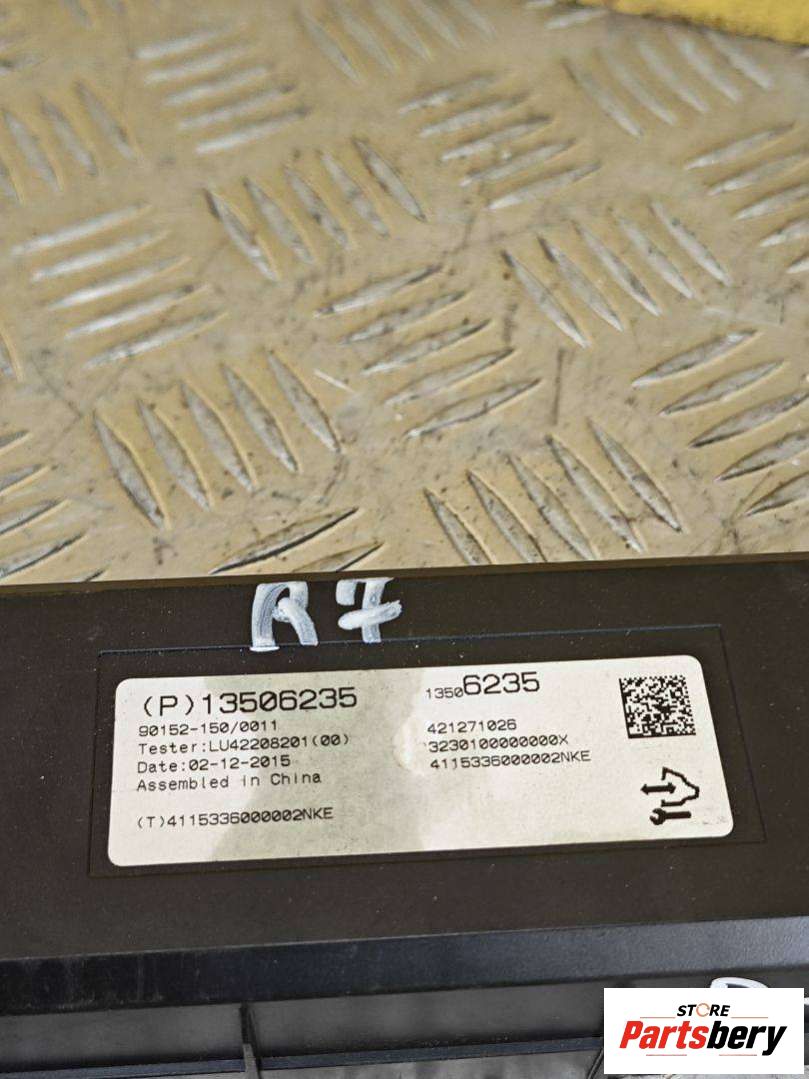 R 7
(P)13506235
90152-150/0011
Tester:LU42208201(00)
Date:02-12-2015
Assembled in China
(T)4115336000002NKE
13506235
421271026
3230100000000X
4115336000002NKE
STORE
Partsbery